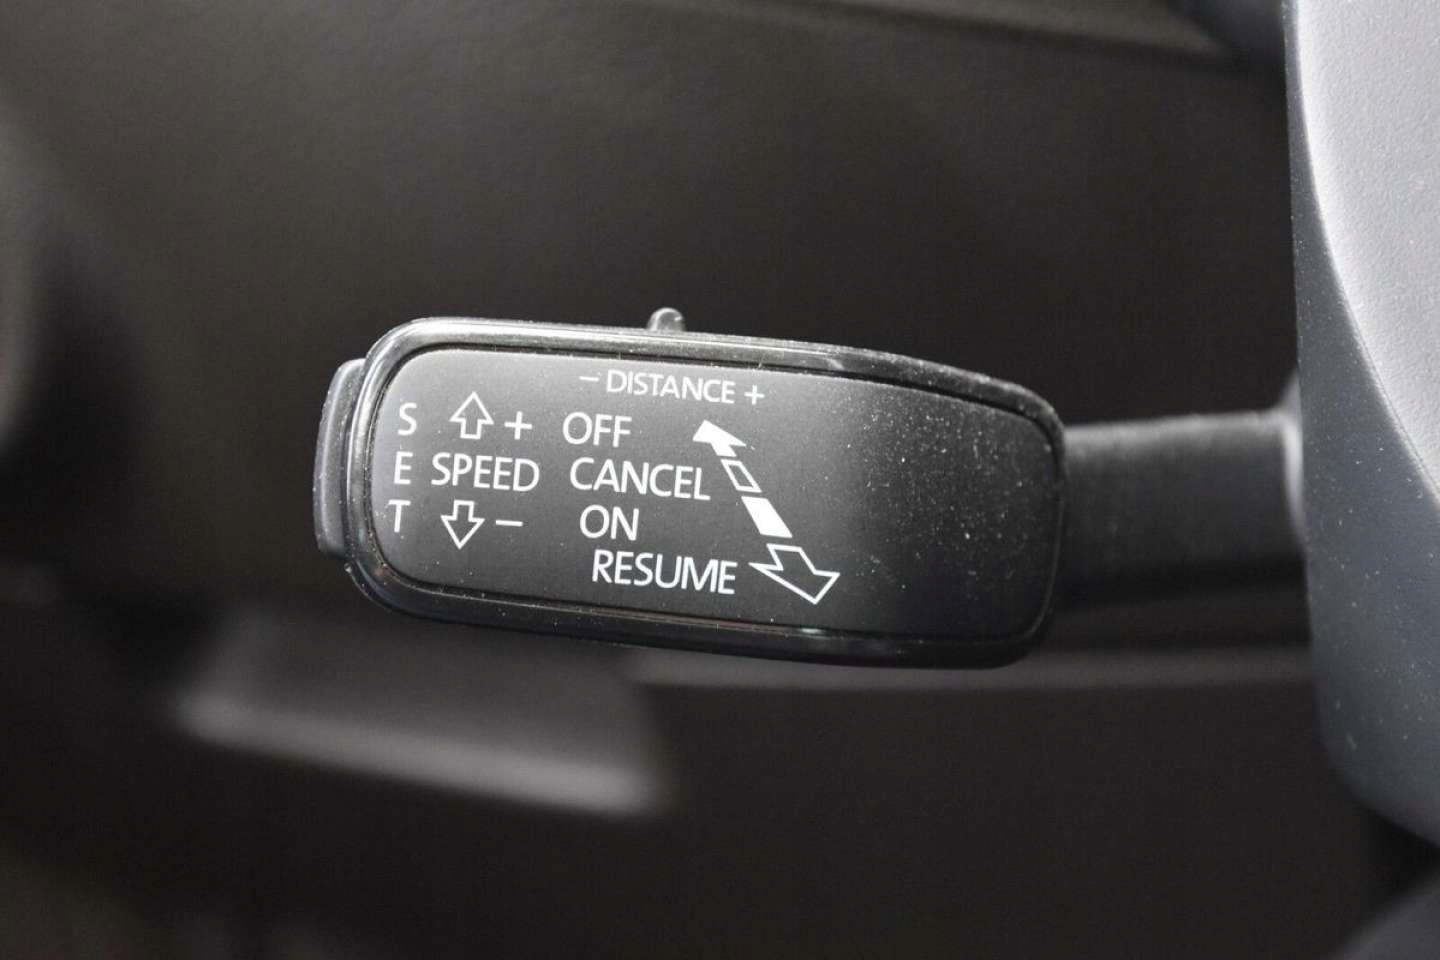 − DISTANCE +
S + OFF
E SPEED CANCEL
T − ON
RESUME